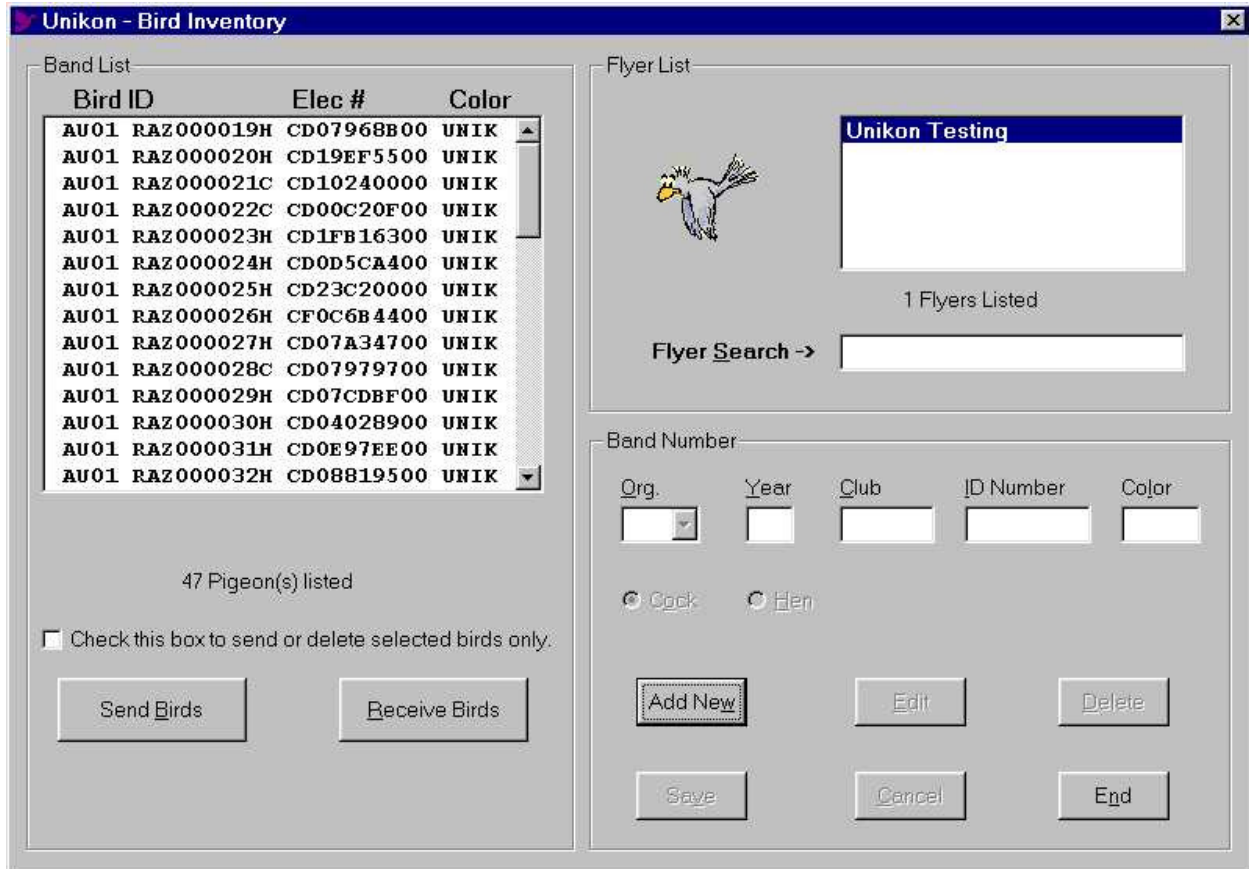 Unikon - Bird Inventory
Band List
Bird ID Elec # Color
AU01 RAZ000019H CD07968B00 UNIK
AU01 RAZ000020H CD19EF5500 UNIK
AU01 RAZ000021C CD10240000 UNIK
AU01 RAZ000022C CD00C20F00 UNIK
AU01 RAZ000023H CD1FB16300 UNIK
AU01 RAZ000024H CD0D5CA400 UNIK
AU01 RAZ000025H CD23C20000 UNIK
AU01 RAZ000026H CF0C6B4400 UNIK
AU01 RAZ000027H CD07A34700 UNIK
AU01 RAZ000028C CD07979700 UNIK
AU01 RAZ000029H CD07CDBF00 UNIK
AU01 RAZ000030H CD04028900 UNIK
AU01 RAZ000031H CD0E97EE00 UNIK
AU01 RAZ000032H CD08819500 UNIK
47 Pigeon(s) listed
Check this box to send or delete selected birds only.
Send Birds Receive Birds
Flyer List
Unikon Testing
1 Flyers Listed
Flyer Search ->
Band Number
Org. Year Club ID Number Color
Cock Hen
Add New Edit Delete
Save Cancel End